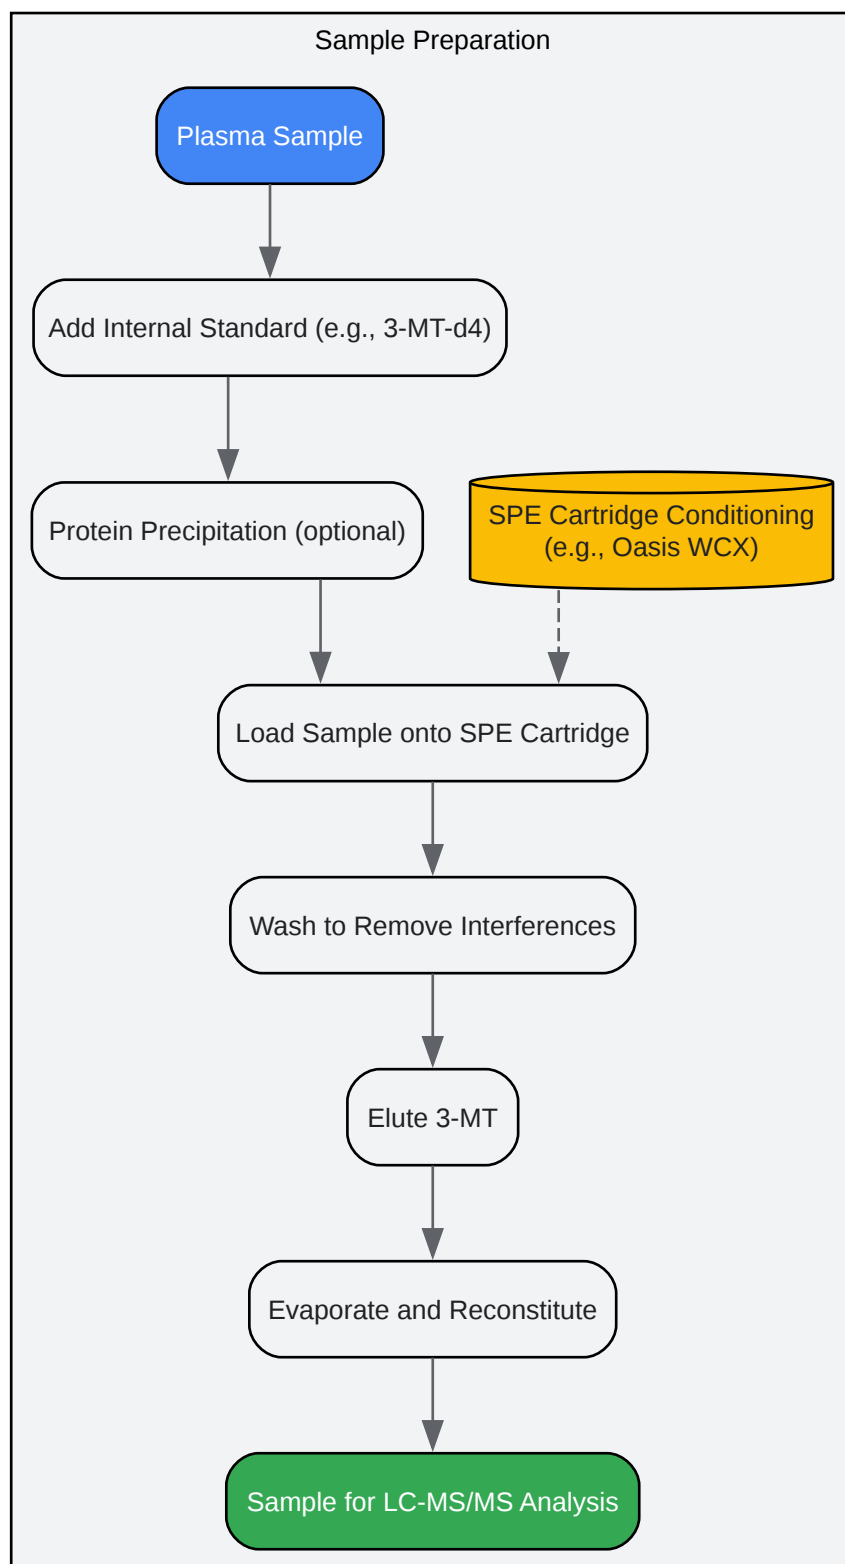 Sample Preparation
Plasma Sample
Add Internal Standard (e.g., 3-MT-d4)
Protein Precipitation (optional)
SPE Cartridge Conditioning
(e.g., Oasis WCX)
Load Sample onto SPE Cartridge
Wash to Remove Interferences
Elute 3-MT
Evaporate and Reconstitute
Sample for LC-MS/MS Analysis